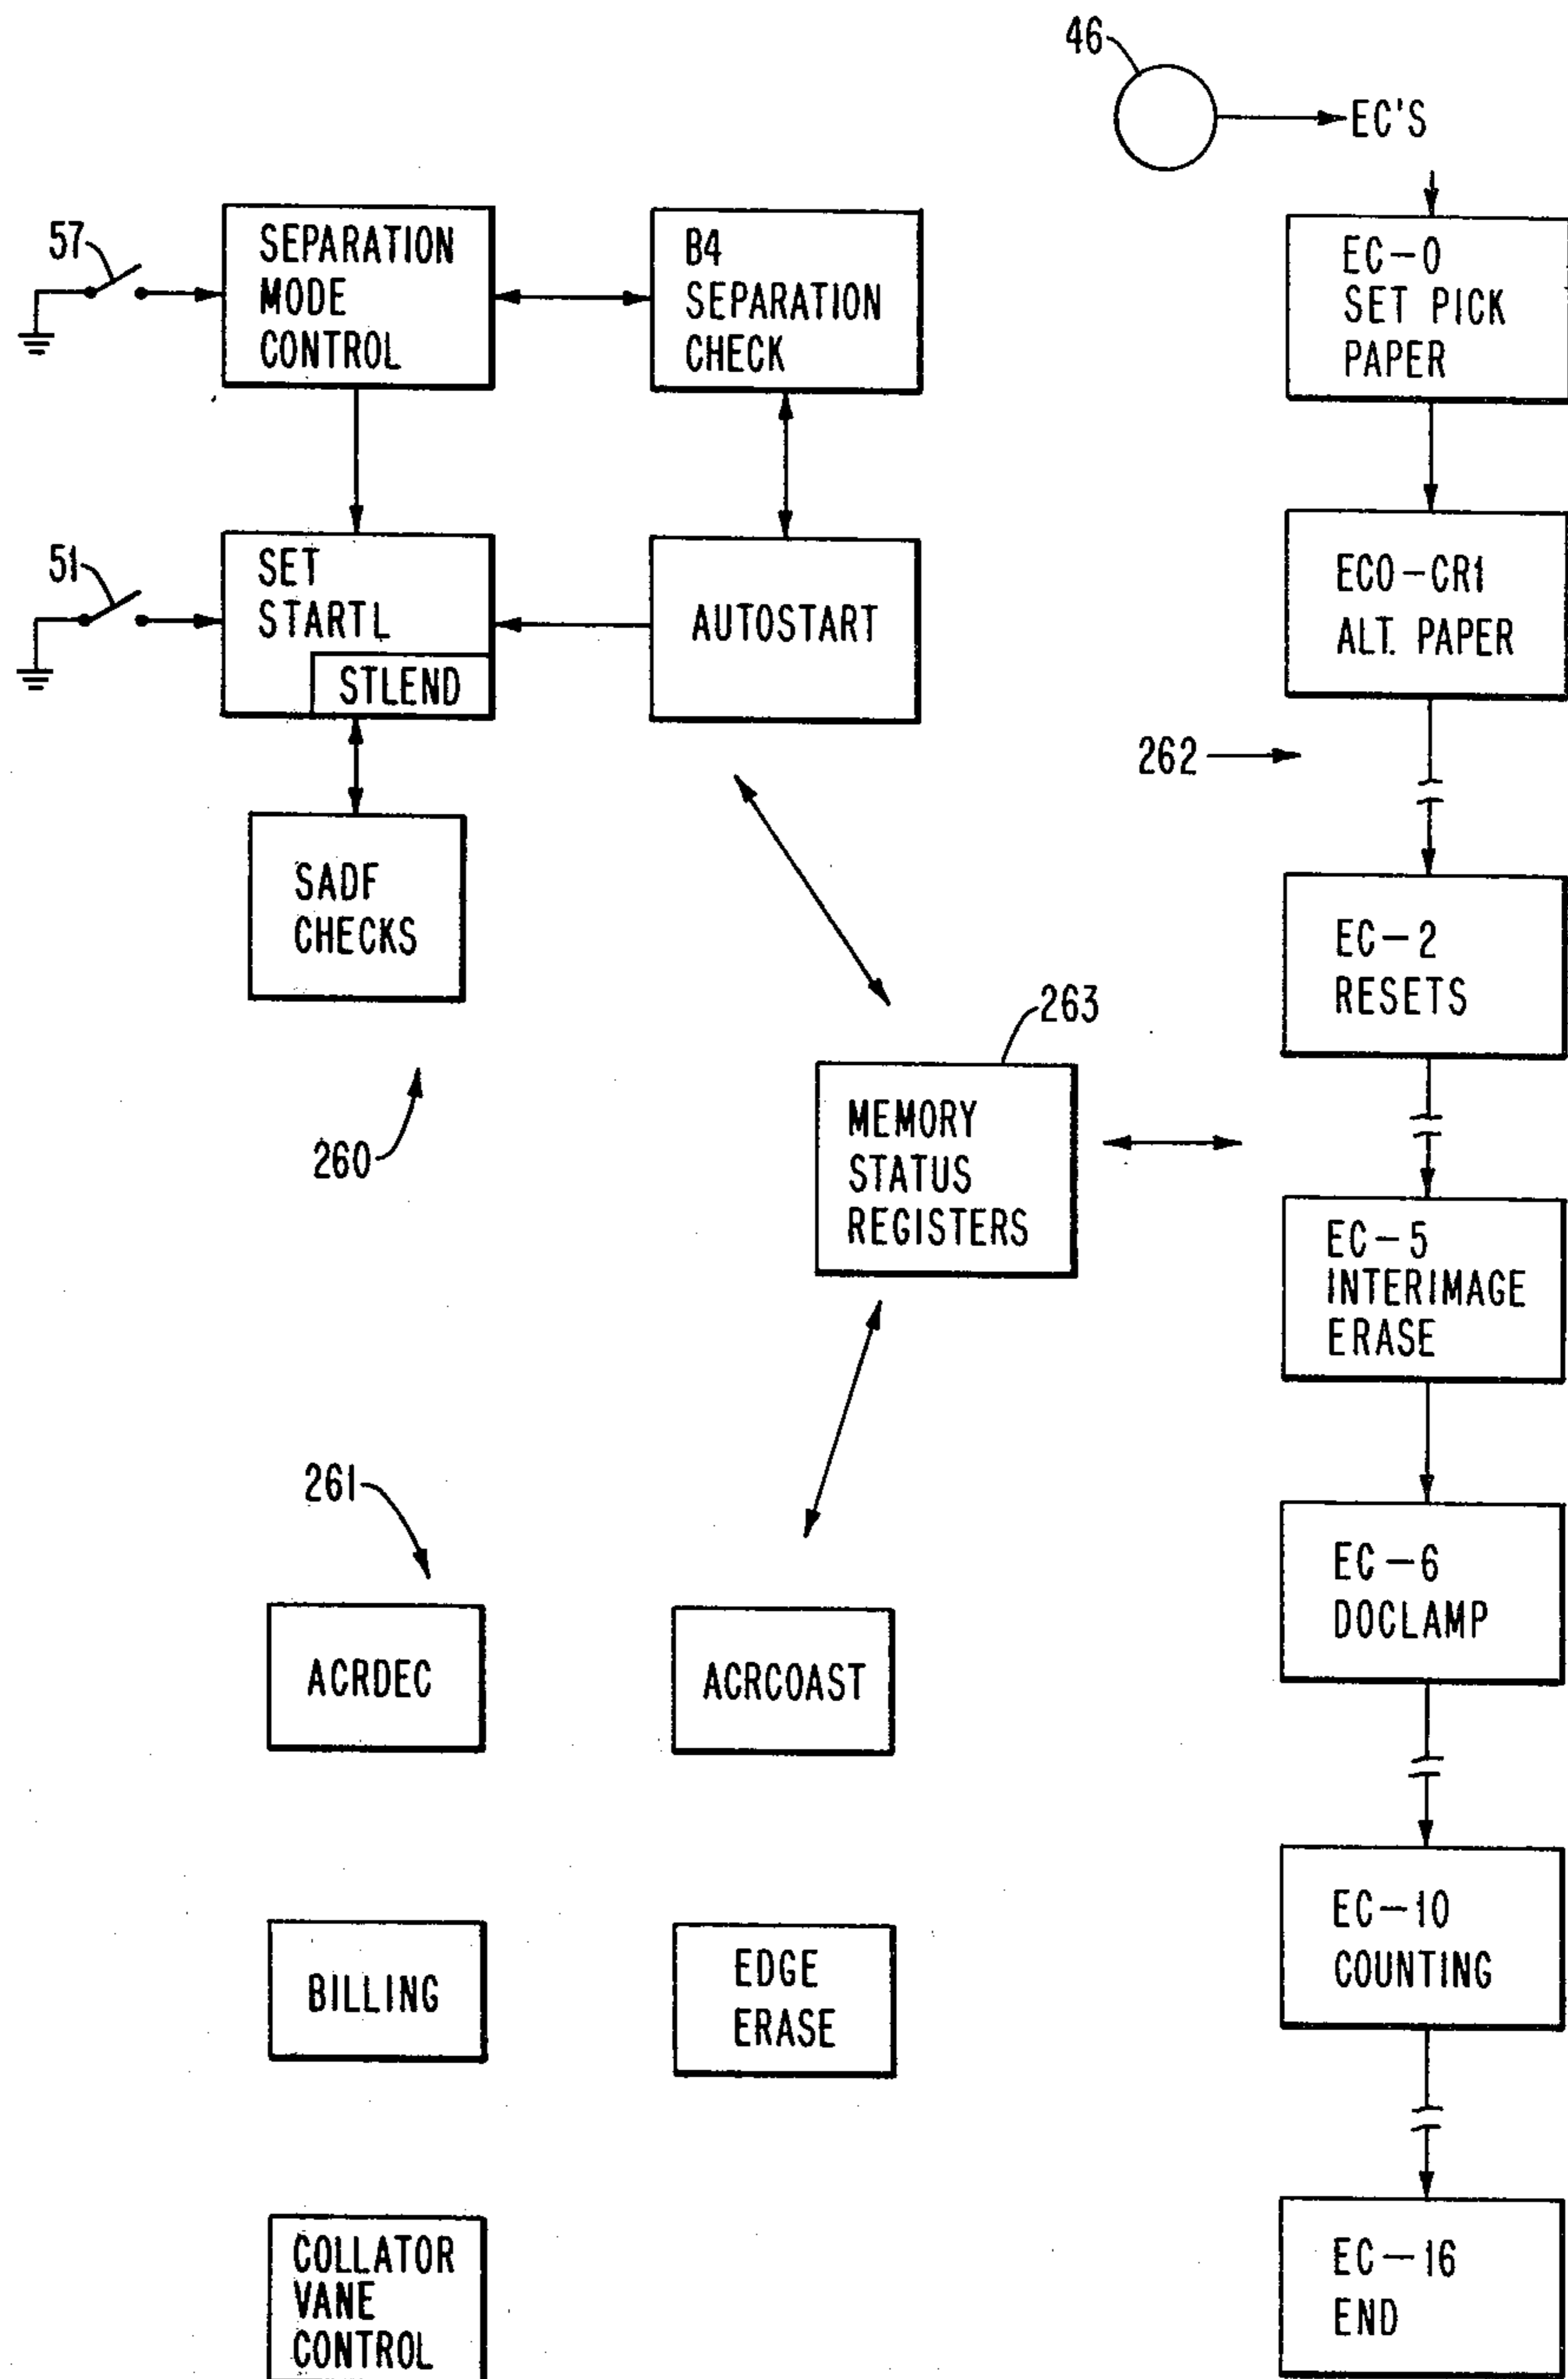 46
EC'S
57
SEPARATION
MODE
CONTROL
B4
SEPARATION
CHECK
EC-0
SET PICK
PAPER
51
SET
STARTL
STLEND
AUTOSTART
EC0-CR1
ALT. PAPER
262
SADF
CHECKS
EC-2
RESETS
263
260
MEMORY
STATUS
REGISTERS
EC-5
INTERIMAGE
ERASE
261
ACRDEC
ACRCOAST
EC-6
DOCLAMP
BILLING
EDGE
ERASE
EC-10
COUNTING
COLLATOR
VANE
CONTROL
EC-16
END